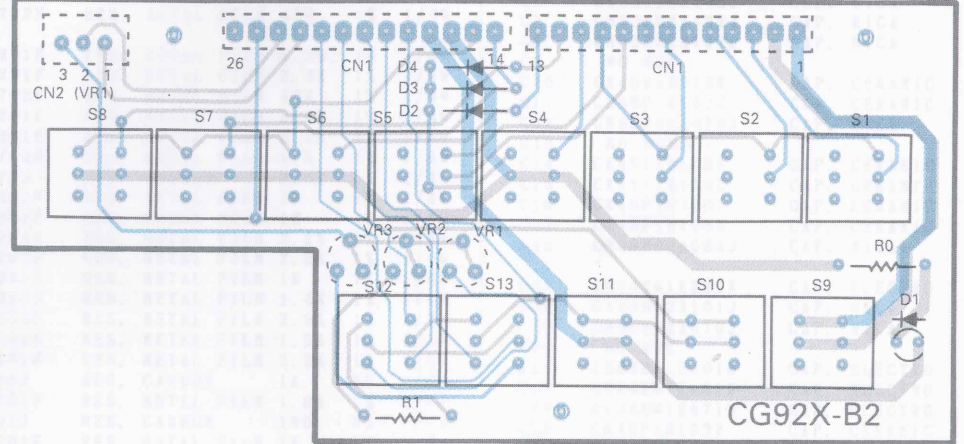 3 2 1
CN2 (VR1)
26
CN1
14
13
CN1
1
D4
D3
D2
S8
S7
S6
S5
S4
S3
S2
S1
VR3
VR2
VR1
R0
S12
S13
S11
S10
S9
D1
R1
CG92X-B2